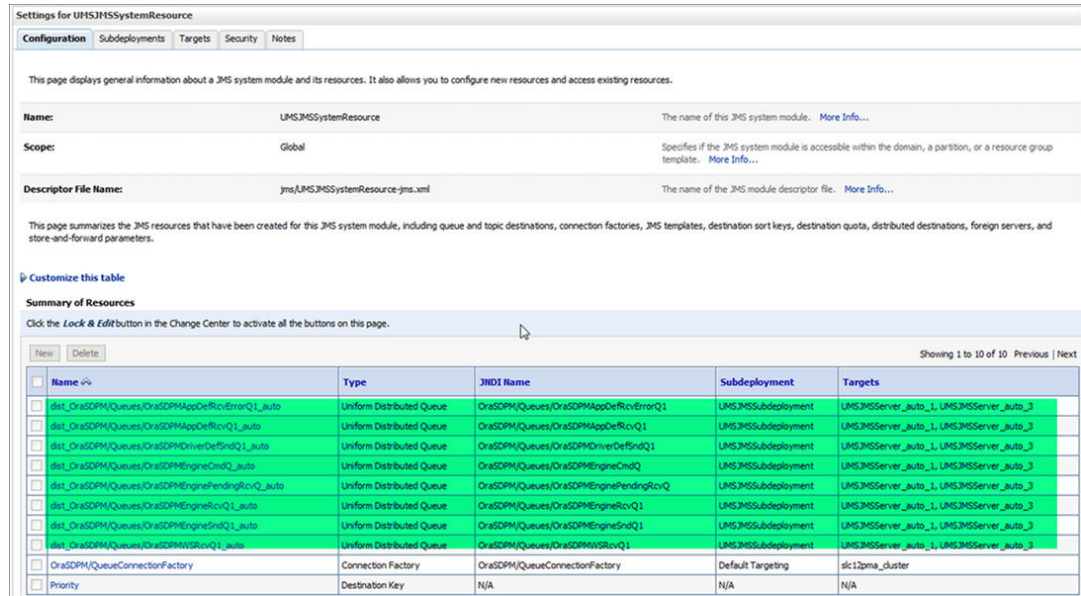 Settings for UMSJMSSystemResource
Configuration Subdeployments Targets Security Notes
This page displays general information about a JMS system module and its resources. It also allows you to configure new resources and access existing resources.
Name: UMSJMSSystemResource The name of this JMS system module. More Info...
Scope: Global Specifies if the JMS system module is accessible within the domain, a partition, or a resource group
template. More Info...
Descriptor File Name: jms/UMSJMSSystemResource-jms.xml The name of the JMS module descriptor file. More Info...
This page summarizes the JMS resources that have been created for this JMS system module, including queue and topic destinations, connection factories, JMS templates, destination sort keys, destination quota, distributed destinations, foreign servers, and
store-and-forward parameters.
Customize this table
Summary of Resources
Click the Lock & Edit button in the Change Center to activate all the buttons on this page.
New Delete Showing 1 to 10 of 10 Previous | Next
Name Type JNDI Name Subdeployment Targets
dist_OraSDPM/Queues/OraSDPMAppDefRcvErrorQ1_auto Uniform Distributed Queue OraSDPM/Queues/OraSDPMAppDefRcvErrorQ1 UMSJMSSubdeployment UMSJMSServer_auto_1, UMSJMSServer_auto_3
dist_OraSDPM/Queues/OraSDPMAppDefRcvQ1_auto Uniform Distributed Queue OraSDPM/Queues/OraSDPMAppDefRcvQ1 UMSJMSSubdeployment UMSJMSServer_auto_1, UMSJMSServer_auto_3
dist_OraSDPM/Queues/OraSDPMDriverDefSndQ1_auto Uniform Distributed Queue OraSDPM/Queues/OraSDPMDriverDefSndQ1 UMSJMSSubdeployment UMSJMSServer_auto_1, UMSJMSServer_auto_3
dist_OraSDPM/Queues/OraSDPMEngineCmdQ_auto Uniform Distributed Queue OraSDPM/Queues/OraSDPMEngineCmdQ UMSJMSSubdeployment UMSJMSServer_auto_1, UMSJMSServer_auto_3
dist_OraSDPM/Queues/OraSDPMEnginePendingRcvQ_auto Uniform Distributed Queue OraSDPM/Queues/OraSDPMEnginePendingRcvQ UMSJMSSubdeployment UMSJMSServer_auto_1, UMSJMSServer_auto_3
dist_OraSDPM/Queues/OraSDPMEngineRcvQ1_auto Uniform Distributed Queue OraSDPM/Queues/OraSDPMEngineRcvQ1 UMSJMSSubdeployment UMSJMSServer_auto_1, UMSJMSServer_auto_3
dist_OraSDPM/Queues/OraSDPMEngineSndQ1_auto Uniform Distributed Queue OraSDPM/Queues/OraSDPMEngineSndQ1 UMSJMSSubdeployment UMSJMSServer_auto_1, UMSJMSServer_auto_3
dist_OraSDPM/Queues/OraSDPMWSRcvQ1_auto Uniform Distributed Queue OraSDPM/Queues/OraSDPMWSRcvQ1 UMSJMSSubdeployment UMSJMSServer_auto_1, UMSJMSServer_auto_3
OraSDPM/QueueConnectionFactory Connection Factory OraSDPM/QueueConnectionFactory Default Targeting slc12pma_cluster
Priority Destination Key N/A N/A N/A